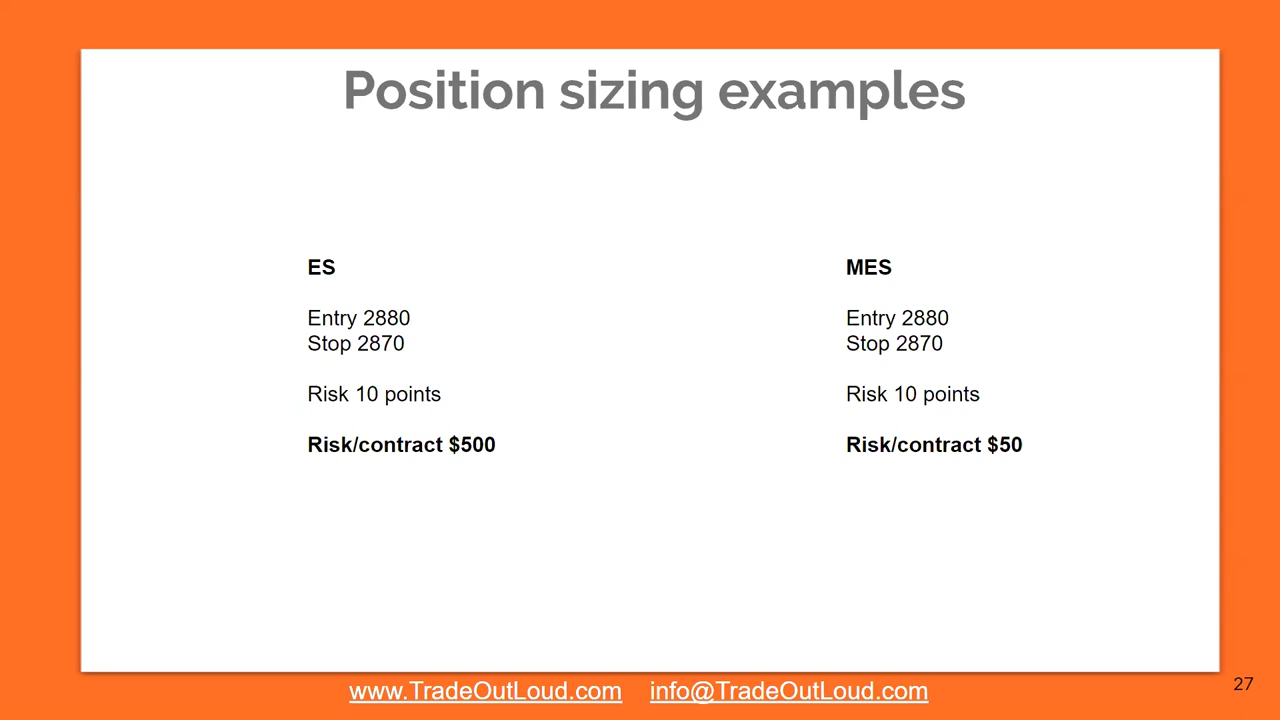 Position sizing examples
ES
Entry 2880
Stop 2870
Risk 10 points
Risk/contract $500
MES
Entry 2880
Stop 2870
Risk 10 points
Risk/contract $50
www.TradeOutLoud.com info@TradeOutLoud.com
27